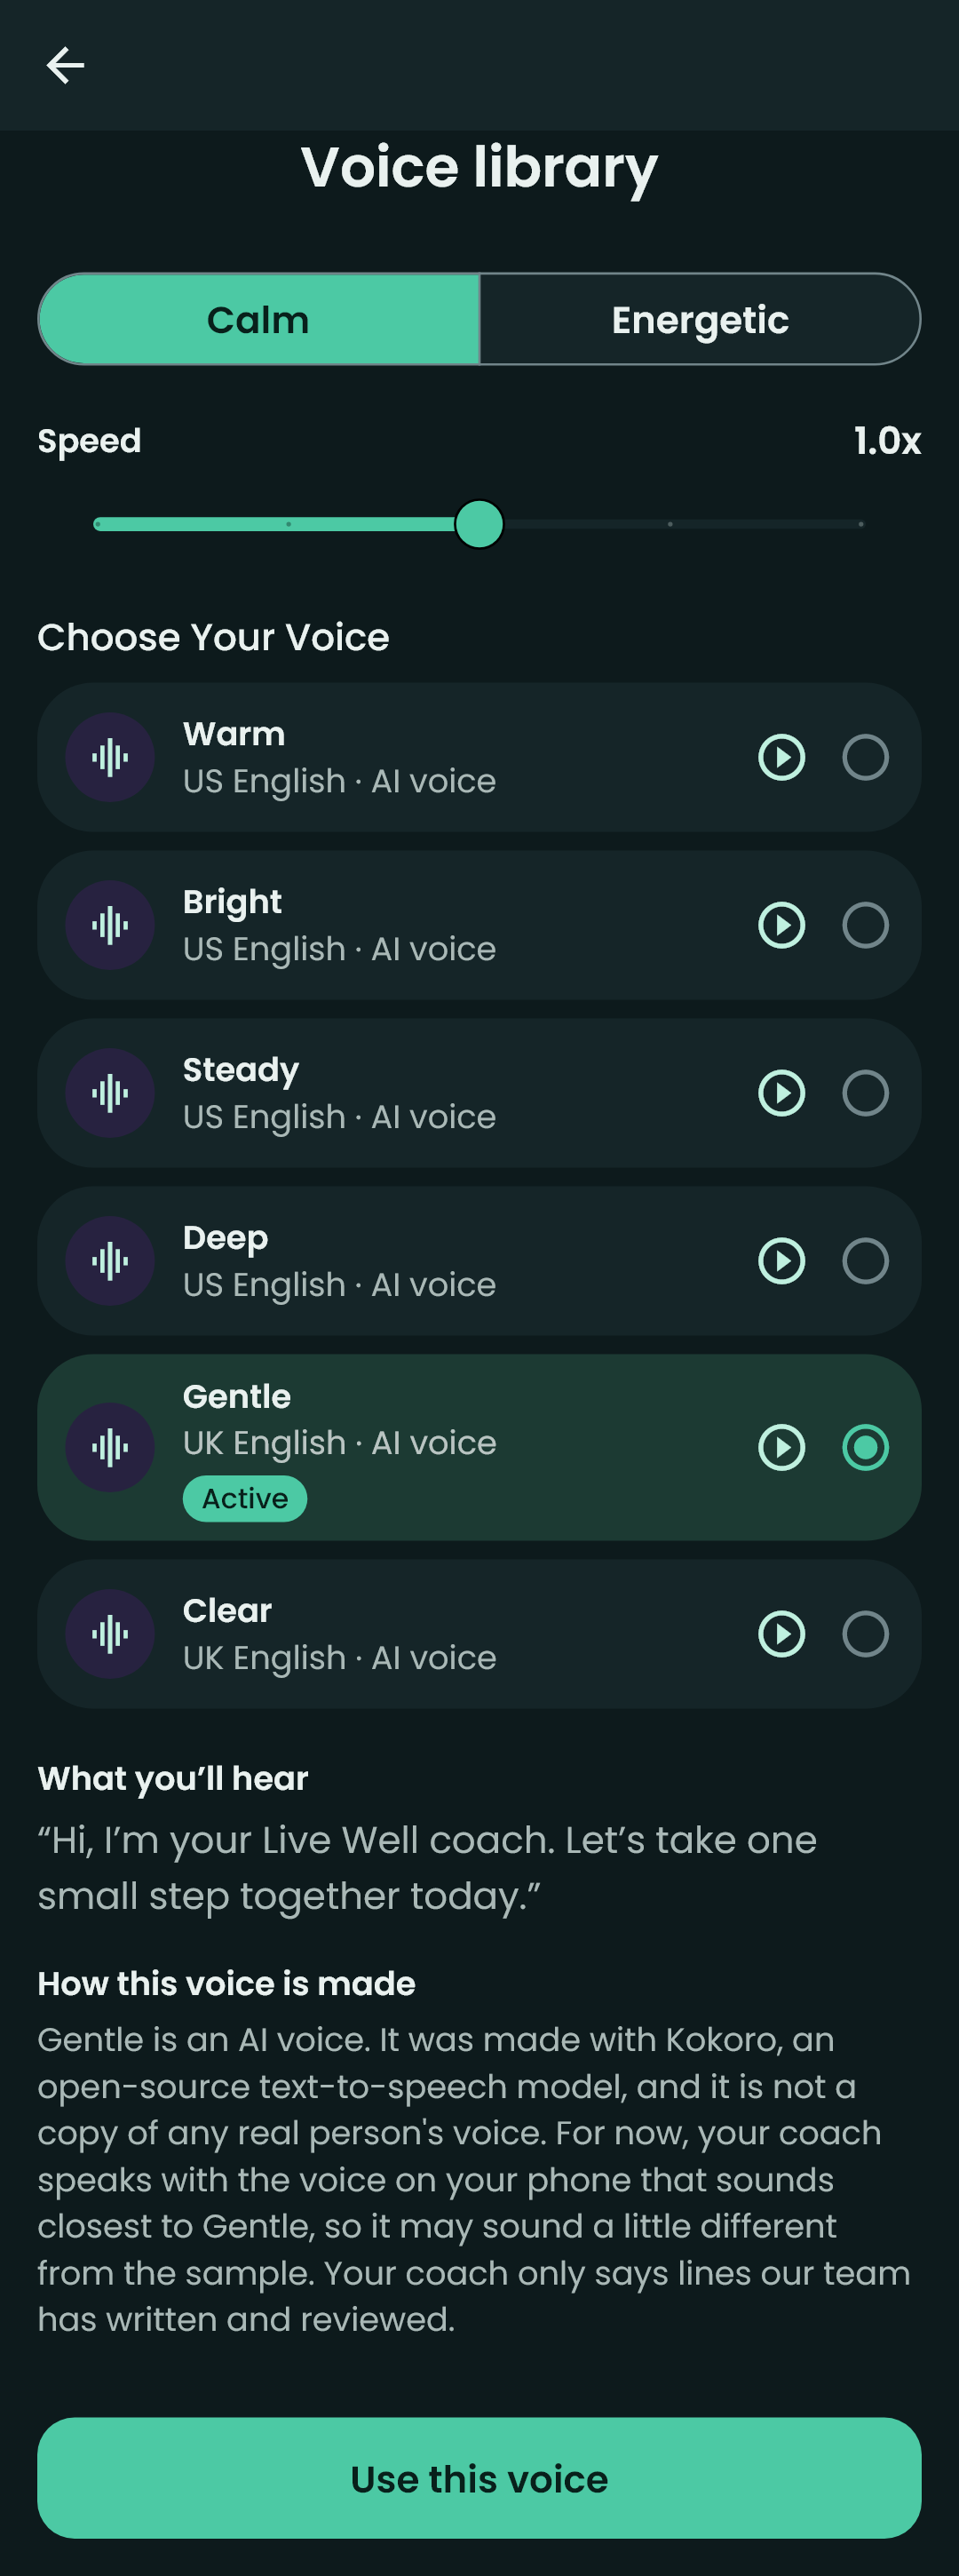 Voice library
Calm
Energetic
Speed
1.0x
Choose Your Voice
Warm
US English · AI voice
Bright
US English · AI voice
Steady
US English · AI voice
Deep
US English · AI voice
Gentle
UK English · AI voice
Active
Clear
UK English · AI voice
What you’ll hear
“Hi, I’m your Live Well coach. Let’s take one
small step together today.”
How this voice is made
Gentle is an AI voice. It was made with Kokoro, an
open-source text-to-speech model, and it is not a
copy of any real person's voice. For now, your coach
speaks with the voice on your phone that sounds
closest to Gentle, so it may sound a little different
from the sample. Your coach only says lines our team
has written and reviewed.
Use this voice